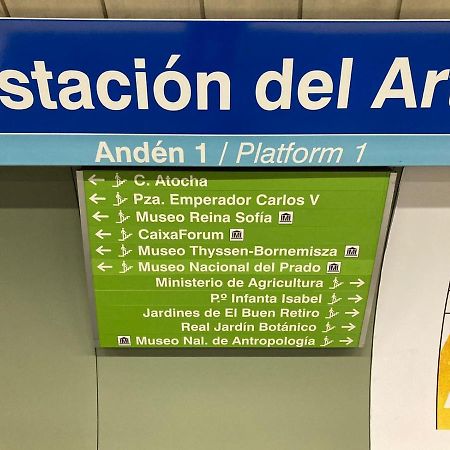 stación del Ar
Andén 1 / Platform 1
C. Atocha
Pza. Emperador Carlos V
Museo Reina Sofía
CaixaForum
Museo Thyssen-Bornemisza
Museo Nacional del Prado
Ministerio de Agricultura
P.º Infanta Isabel
Jardines de El Buen Retiro
Real Jardín Botánico
Museo Nal. de Antropología